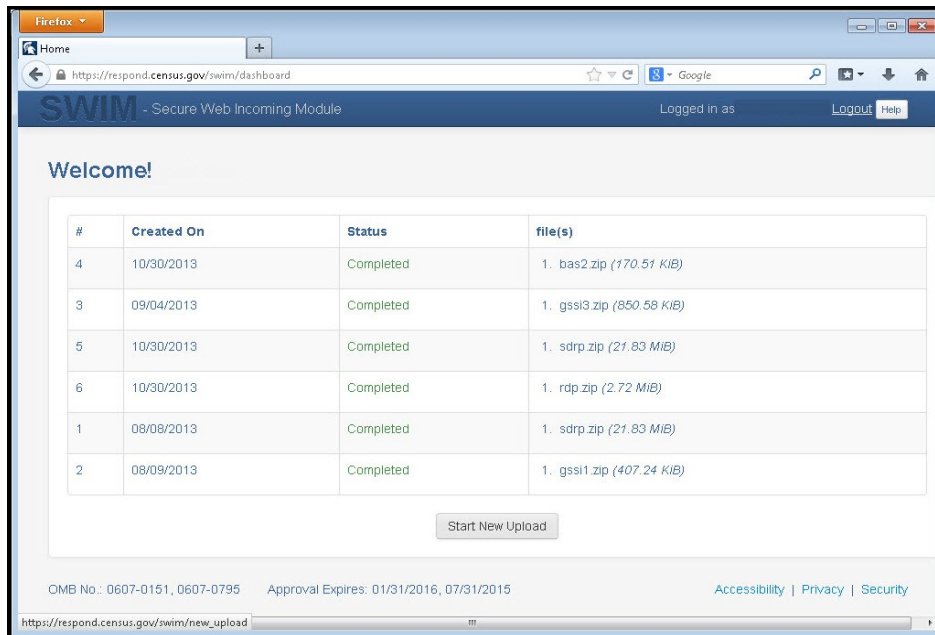 Firefox
Home
https://respond.census.gov/swim/dashboard
Google
SWIM - Secure Web Incoming Module
Logged in as
Logout
Help
Welcome!
# Created On Status file(s)
4 10/30/2013 Completed 1. bas2.zip (170.51 KiB)
3 09/04/2013 Completed 1. gssi3.zip (850.58 KiB)
5 10/30/2013 Completed 1. sdrp.zip (21.83 MiB)
6 10/30/2013 Completed 1. rdp.zip (2.72 MiB)
1 08/08/2013 Completed 1. sdrp.zip (21.83 MiB)
2 08/09/2013 Completed 1. gssi1.zip (407.24 KiB)
Start New Upload
OMB No.: 0607-0151, 0607-0795 Approval Expires: 01/31/2016, 07/31/2015 Accessibility | Privacy | Security
https://respond.census.gov/swim/new_upload